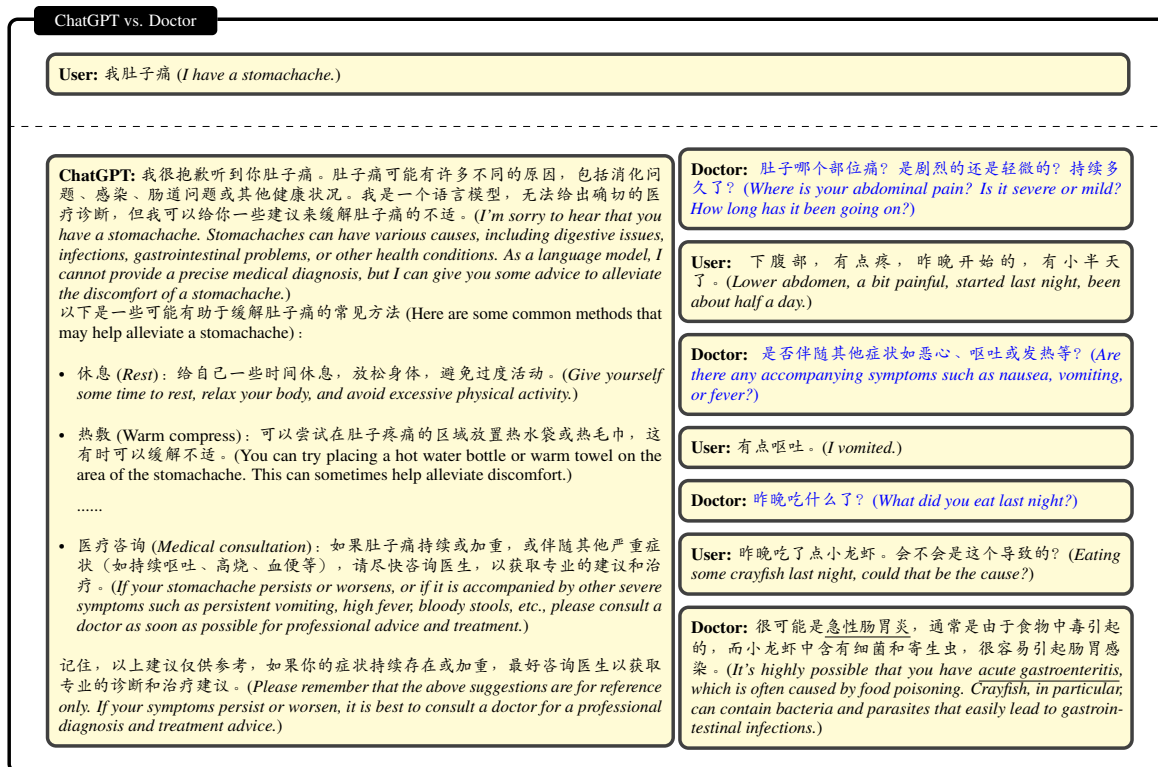 ChatGPT vs. Doctor
User: 我肚子痛 (I have a stomachache.)
ChatGPT: 我很抱歉听到你肚子痛。肚子痛可能有许多不同的原因，包括消化问
题、感染、肠道问题或其他健康状况。我是一个语言模型，无法给出确切的医
疗诊断，但我可以给你一些建议来缓解肚子痛的不适。(I'm sorry to hear that you
have a stomachache. Stomachaches can have various causes, including digestive issues,
infections, gastrointestinal problems, or other health conditions. As a language model, I
cannot provide a precise medical diagnosis, but I can give you some advice to alleviate
the discomfort of a stomachache.)
以下是一些可能有助于缓解肚子痛的常见方法 (Here are some common methods that
may help alleviate a stomachache)：
• 休息 (Rest)：给自己一些时间休息，放松身体，避免过度活动。(Give yourself
some time to rest, relax your body, and avoid excessive physical activity.)
• 热敷 (Warm compress)：可以尝试在肚子疼痛的区域放置热水袋或热毛巾，这
有时可以缓解不适。(You can try placing a hot water bottle or warm towel on the
area of the stomachache. This can sometimes help alleviate discomfort.)
......
• 医疗咨询 (Medical consultation)：如果肚子痛持续或加重，或伴随其他严重症
状（如持续呕吐、高烧、血便等），请尽快咨询医生，以获取专业的建议和治
疗。(If your stomachache persists or worsens, or if it is accompanied by other severe
symptoms such as persistent vomiting, high fever, bloody stools, etc., please consult a
doctor as soon as possible for professional advice and treatment.)
记住，以上建议仅供参考，如果你的症状持续存在或加重，最好咨询医生以获取
专业的诊断和治疗建议。(Please remember that the above suggestions are for reference
only. If your symptoms persist or worsen, it is best to consult a doctor for a professional
diagnosis and treatment advice.)
Doctor: 肚子哪个部位痛？是剧烈的还是轻微的？持续多
久了？(Where is your abdominal pain? Is it severe or mild?
How long has it been going on?)
User: 下腹部，有点疼，昨晚开始的，有小半天
了。(Lower abdomen, a bit painful, started last night, been
about half a day.)
Doctor: 是否伴随其他症状如恶心、呕吐或发热等？(Are
there any accompanying symptoms such as nausea, vomiting,
or fever?)
User: 有点呕吐。(I vomited.)
Doctor: 昨晚吃什么了？(What did you eat last night?)
User: 昨晚吃了点小龙虾。会不会是这个导致的？(Eating
some crayfish last night, could that be the cause?)
Doctor: 很可能是急性肠胃炎，通常是由于食物中毒引起
的，而小龙虾中含有细菌和寄生虫，很容易引起肠胃感
染。(It's highly possible that you have acute gastroenteritis,
which is often caused by food poisoning. Crayfish, in particular,
can contain bacteria and parasites that easily lead to gastroin-
testinal infections.)